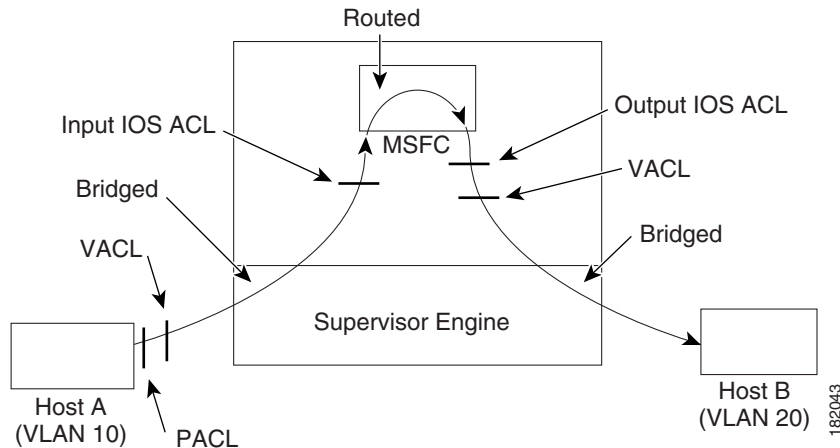 Routed
Input IOS ACL
Output IOS ACL
MSFC
VACL
Bridged
Bridged
VACL
Supervisor Engine
Host A
(VLAN 10)
PACL
Host B
(VLAN 20)
182043